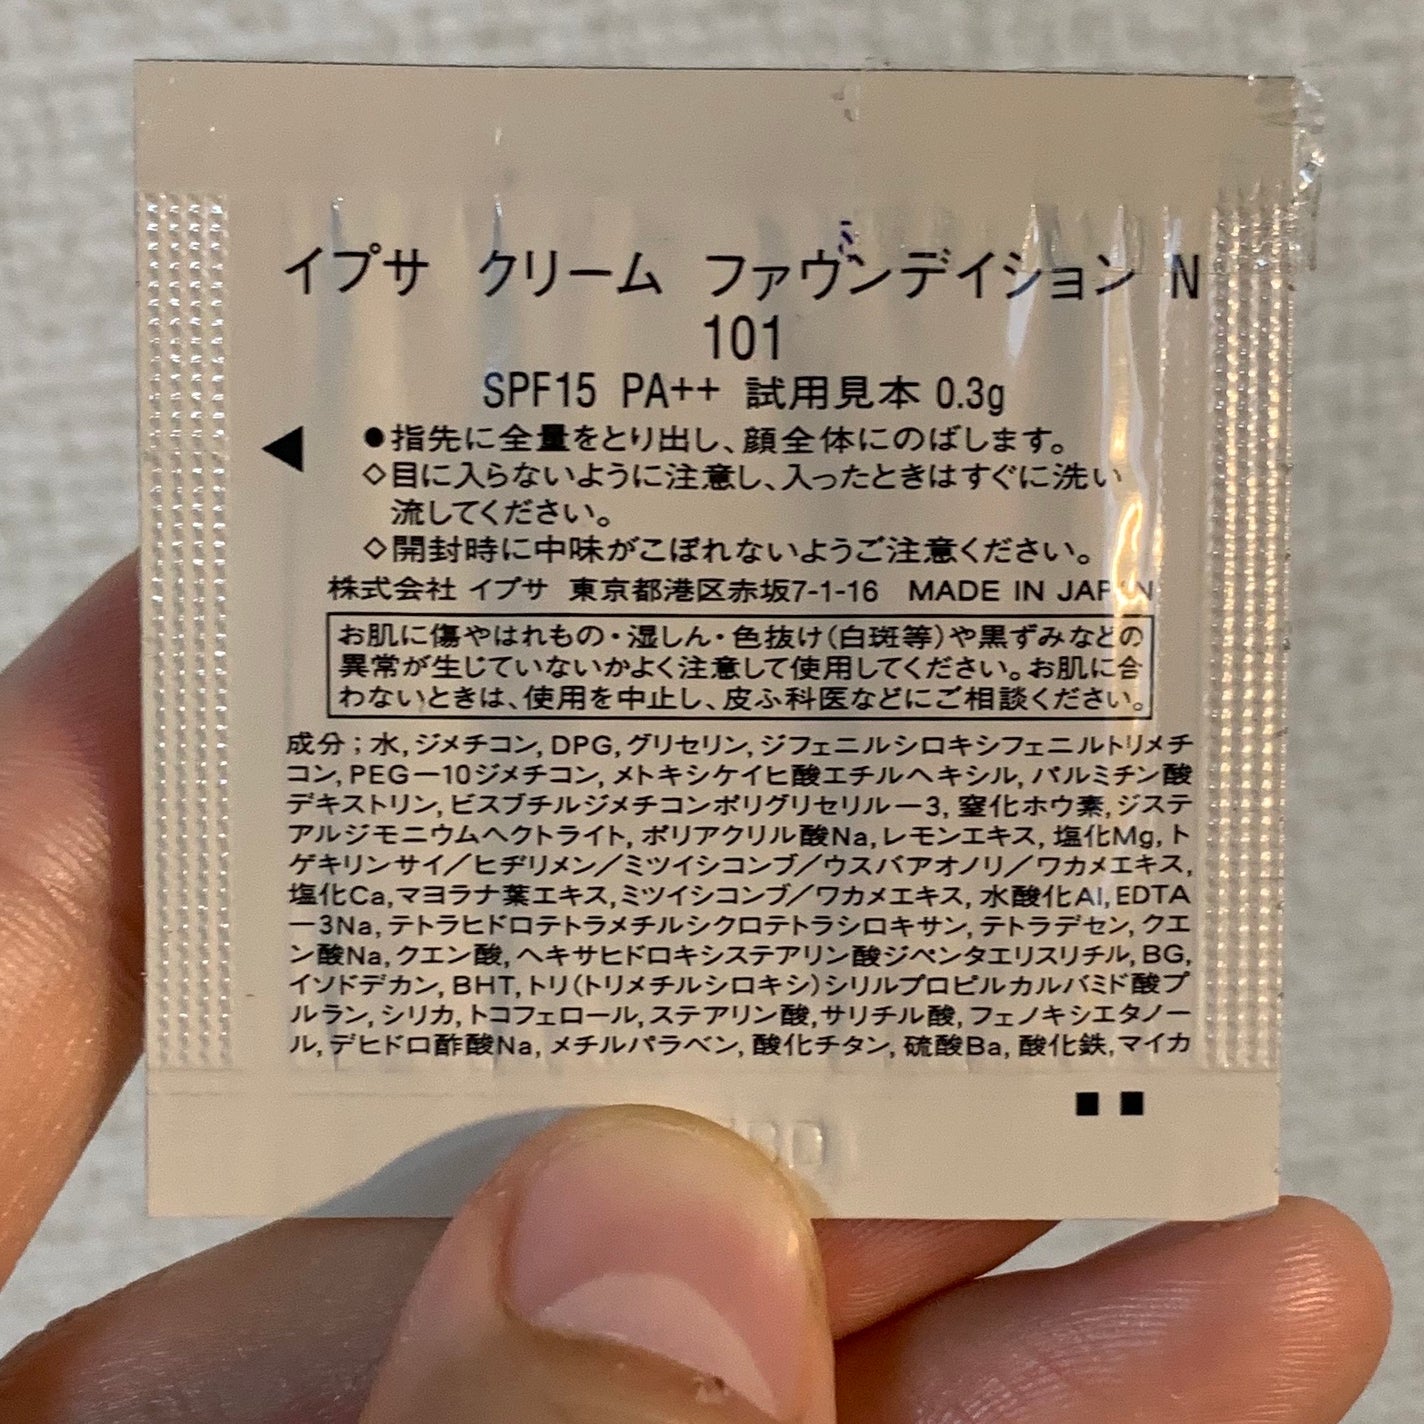 イプサ クリーム ファウンデイション N
101
SPF15 PA++ 試用見本 0.3g
●指先に全量をとり出し、顔全体にのばします。
◇目に入らないように注意し、入ったときはすぐに洗い
流してください。
◇開封時に中味がこぼれないようご注意ください。
株式会社 イプサ 東京都港区赤坂7-1-16 MADE IN JAPAN
お肌に傷やはれもの・湿しん・色抜け(白斑等)や黒ずみなどの
異常が生じていないかよく注意して使用してください。お肌に合
わないときは、使用を中止し、皮ふ科医などにご相談ください。
成分;水,ジメチコン,DPG,グリセリン,ジフェニルシロキシフェニルトリメチ
コン,PEG－10ジメチコン,メトキシケイヒ酸エチルヘキシル,パルミチン酸
デキストリン,ビスブチルジメチコンポリグリセリル－3,窒化ホウ素,ジステ
アルジモニウムヘクトライト,ポリアクリル酸Na,レモンエキス,塩化Mg,ト
ゲキリンサイ／ヒヂリメン／ミツイシコンブ／ウスバアオノリ／ワカメエキス,
塩化Ca,マヨラナ葉エキス,ミツイシコンブ／ワカメエキス,水酸化Al,EDTA
－3Na,テトラヒドロテトラメチルシクロテトラシロキサン,テトラデセン,クエ
ン酸Na,クエン酸,ヘキサヒドロキシステアリン酸ジペンタエリスリチル,BG,
イソドデカン,BHT,トリ(トリメチルシロキシ)シリルプロピルカルバミド酸プ
ルラン,シリカ,トコフェロール,ステアリン酸,サリチル酸,フェノキシエタノー
ル,デヒドロ酢酸Na,メチルパラベン,酸化チタン,硫酸Ba,酸化鉄,マイカ